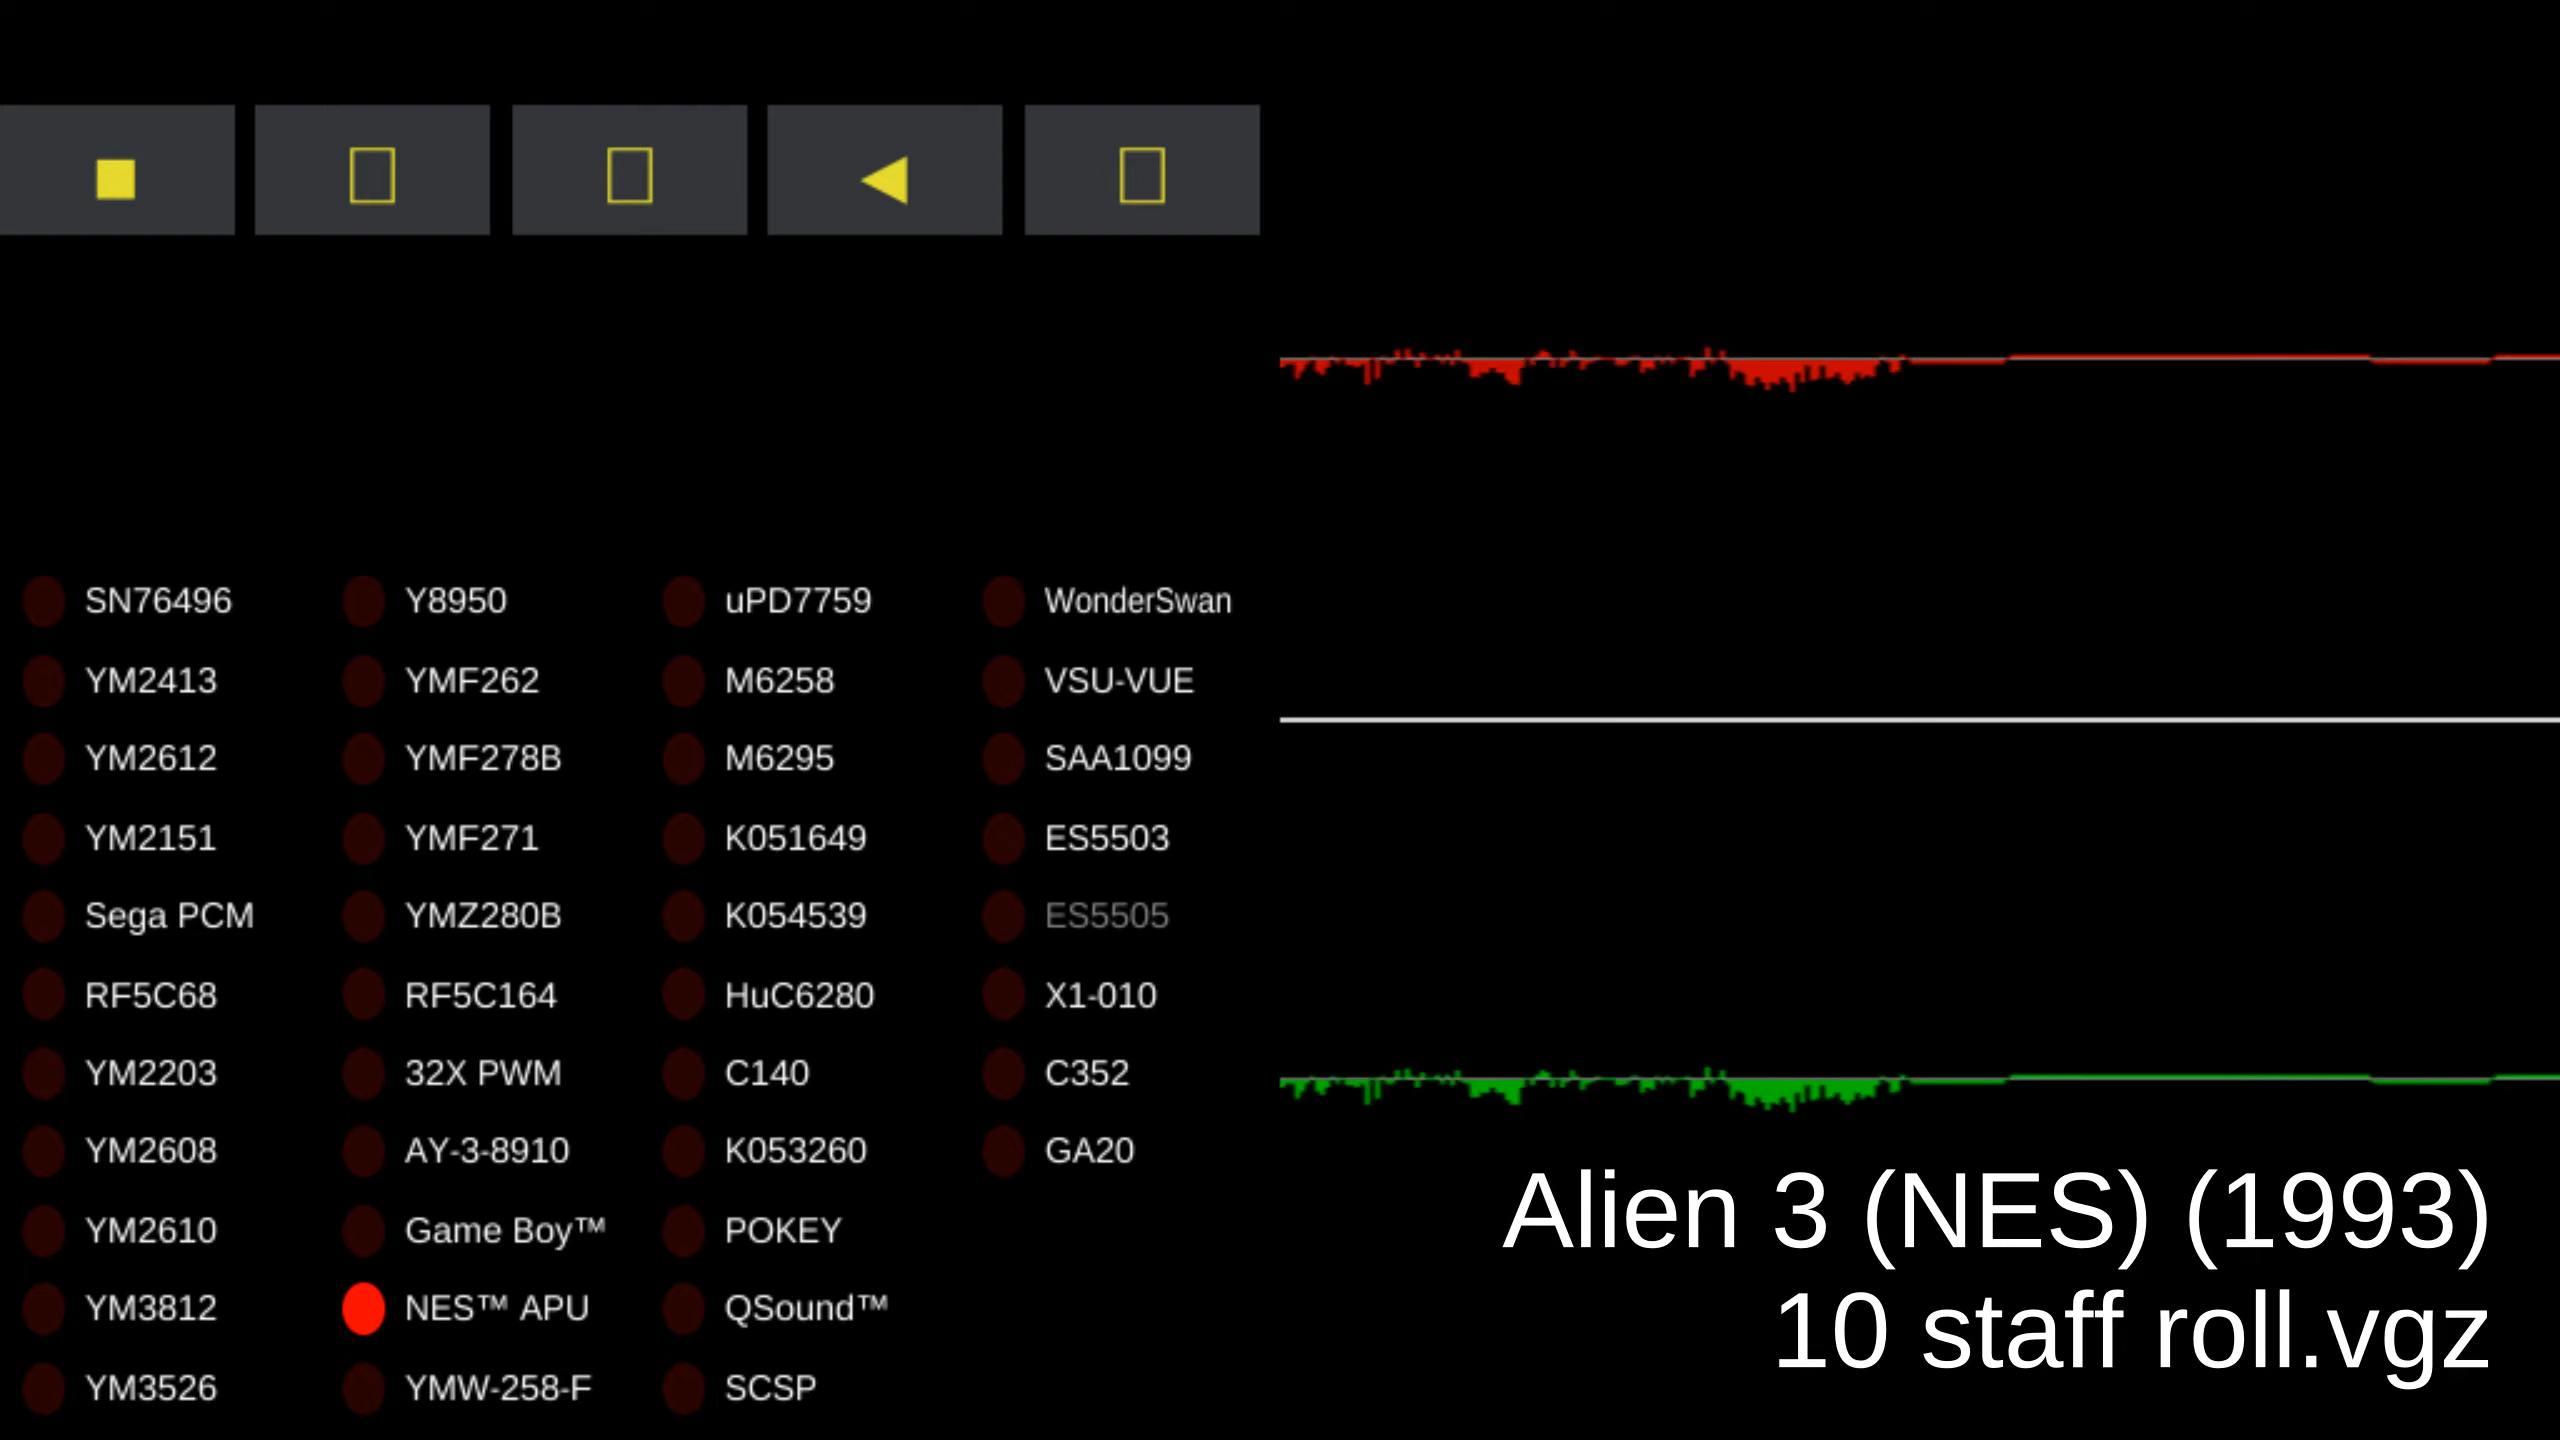 SN76496
YM2413
YM2612
YM2151
Sega PCM
RF5C68
YM2203
YM2608
YM2610
YM3812
YM3526
Y8950
YMF262
YMF278B
YMF271
YMZ280B
RF5C164
32X PWM
AY-3-8910
Game Boy™
NES™ APU
YMW-258-F
uPD7759
M6258
M6295
K051649
K054539
HuC6280
C140
K053260
POKEY
QSound™
SCSP
WonderSwan
VSU-VUE
SAA1099
ES5503
ES5505
X1-010
C352
GA20
Alien 3 (NES) (1993)
10 staff roll.vgz